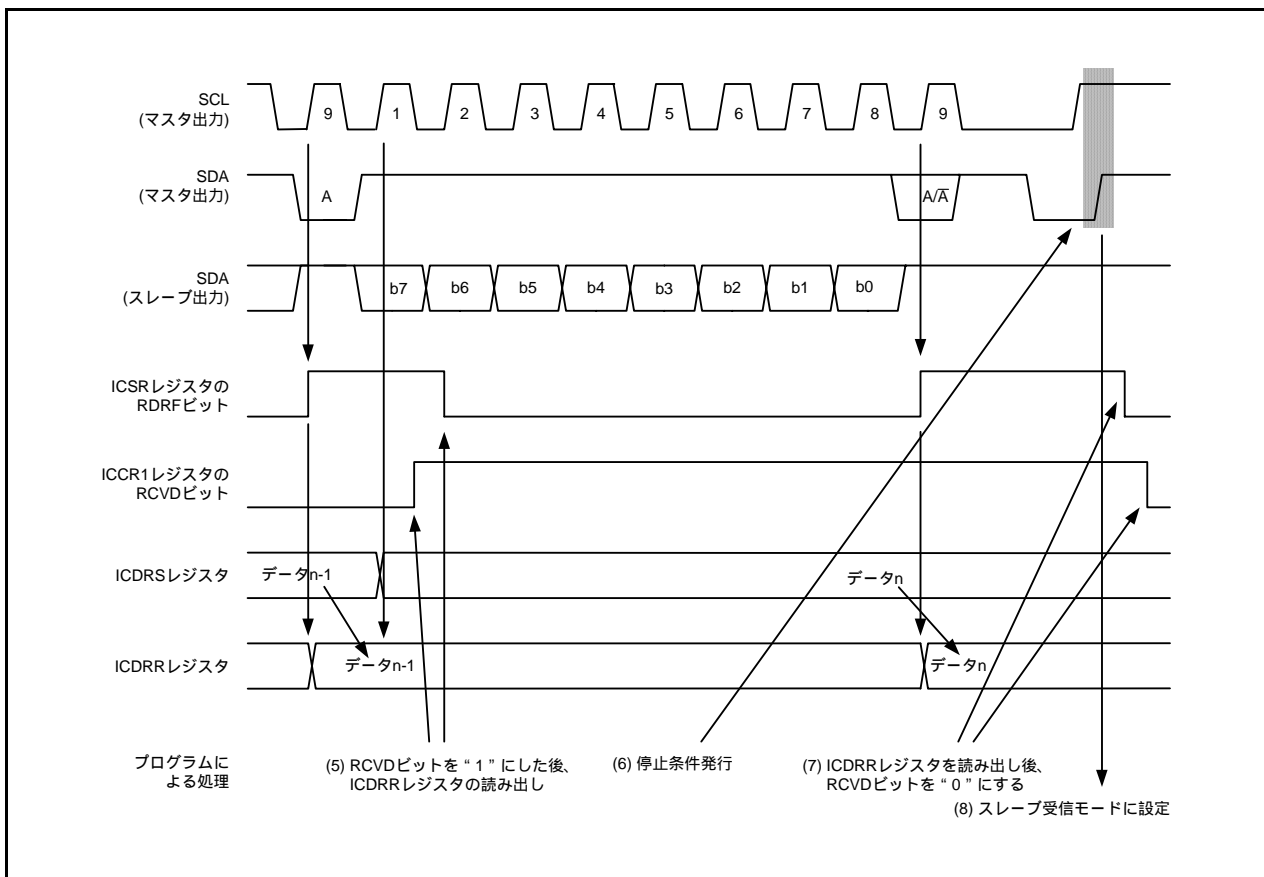 SCL
(マスタ出力)
9
1
2
3
4
5
6
7
8
9
SDA
(マスタ出力)
A
A/A̅
SDA
(スレーブ出力)
b7
b6
b5
b4
b3
b2
b1
b0
ICSRレジスタの
RDRFビット
ICCR1レジスタの
RCVDビット
ICDRSレジスタ
データn-1
データn
ICDRRレジスタ
データn-1
データn
プログラムに
よる処理
(5) RCVDビットを“1”にした後、
ICDRRレジスタの読み出し
(6) 停止条件発行
(7) ICDRRレジスタを読み出し後、
RCVDビットを“0”にする
(8) スレーブ受信モードに設定